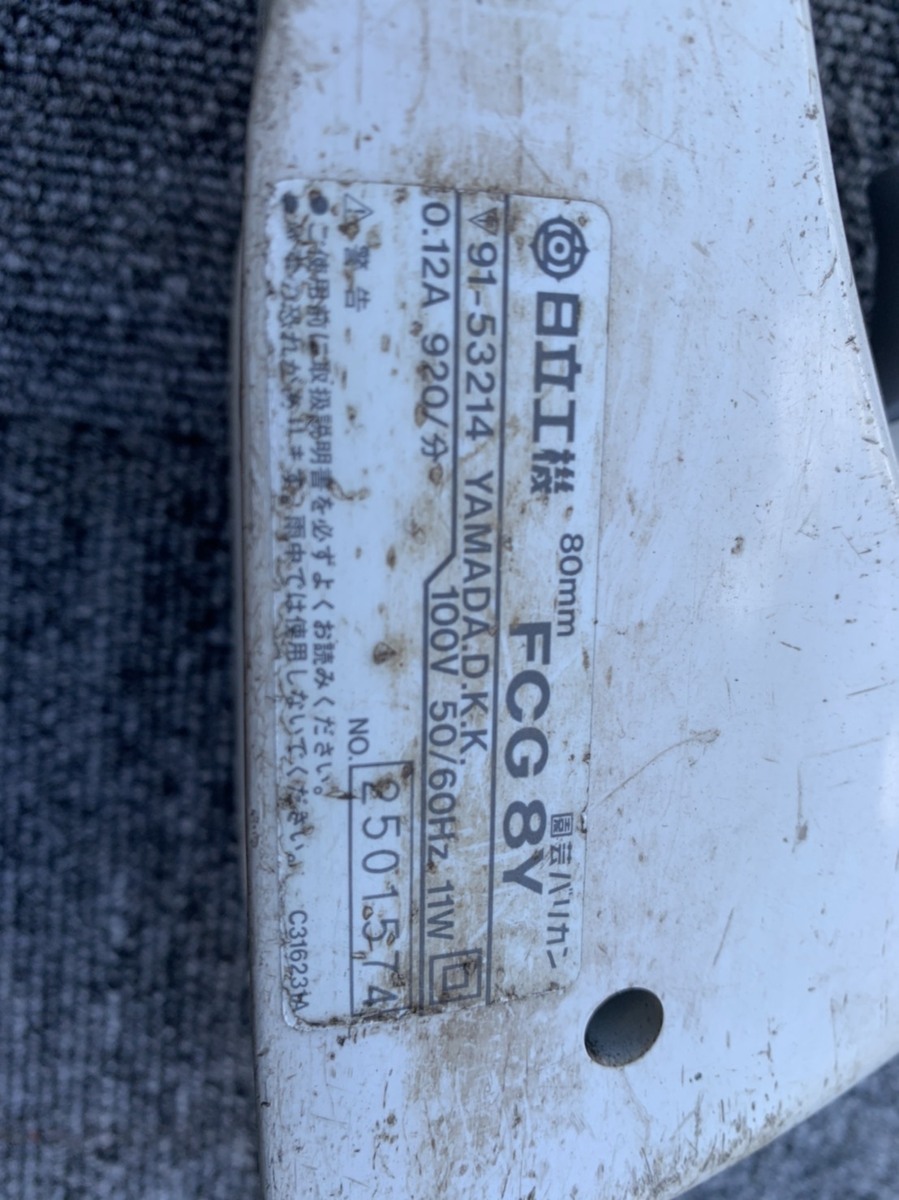 日立工機 80mm 園芸バリカン
FCG 8Y
91-53214 YAMADA.D.K.K.
0.12A 920/分 100V 50/60Hz 11W
⚠警告 NO. 2501574
●ご使用前に取扱説明書を必ずよくお読みください。
雨中では使用しないでください。 C316231A